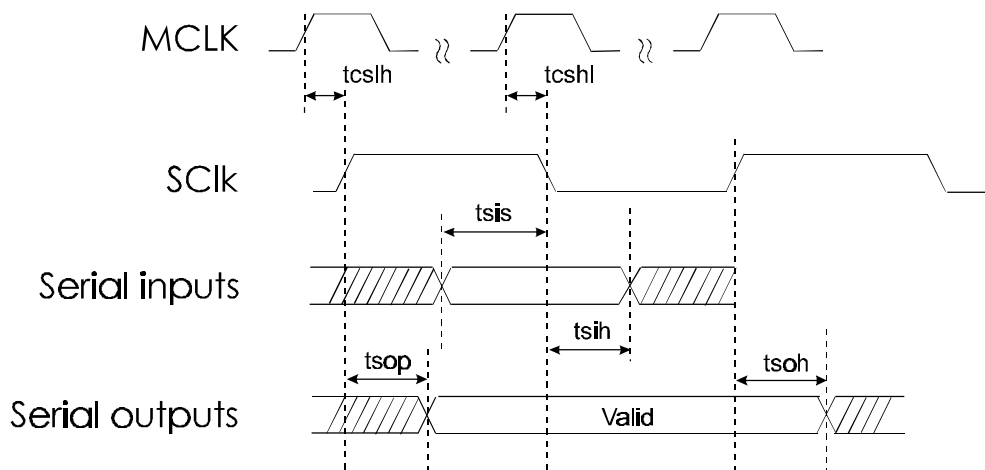 MCLK
tcslh
tcshl
SClk
tsis
Serial inputs
tsih
tsop
tsoh
Serial outputs
Valid